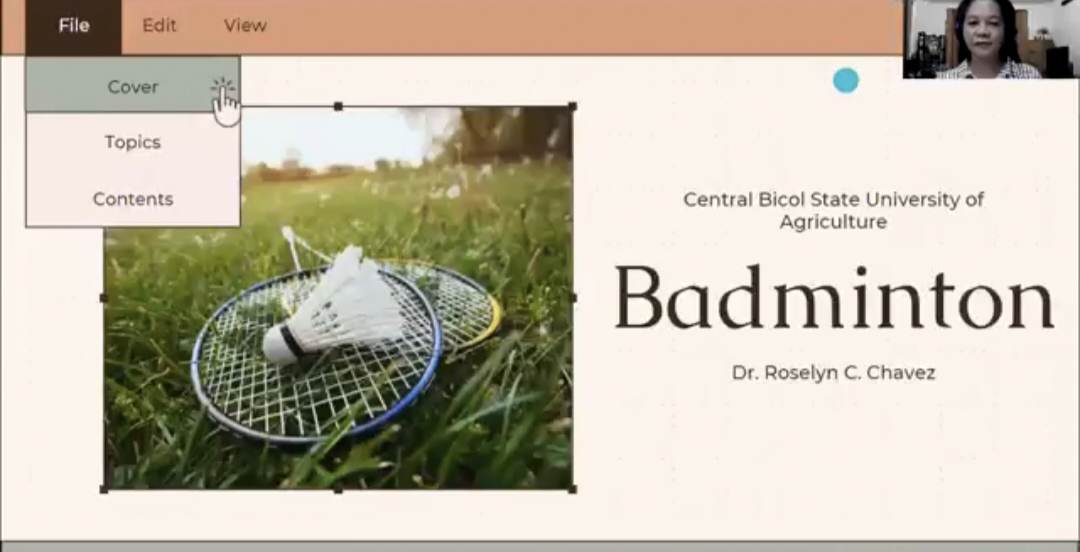 File Edit View
Cover
Topics
Contents
Central Bicol State University of
Agriculture
Badminton
Dr. Roselyn C. Chavez